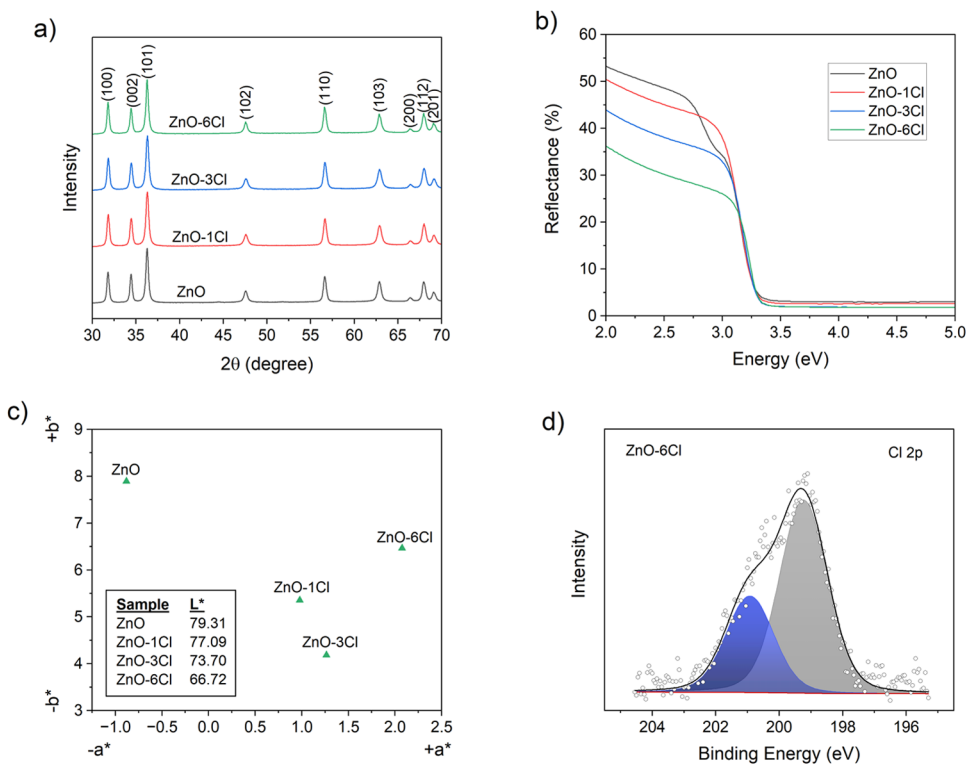 a)
(100)
(002)
(101)
(102)
(110)
(103)
(200)
(112)
(201)
ZnO-6Cl
ZnO-3Cl
ZnO-1Cl
ZnO
Intensity
30 35 40 45 50 55 60 65 70
2θ (degree)
b)
60
50
40
30
20
10
0
Reflectance (%)
ZnO
ZnO-1Cl
ZnO-3Cl
ZnO-6Cl
2.0 2.5 3.0 3.5 4.0 4.5 5.0
Energy (eV)
c)
+b*
9
8
7
6
5
4
3
-b*
ZnO
ZnO-6Cl
ZnO-1Cl
ZnO-3Cl
Sample L*
ZnO 79.31
ZnO-1Cl 77.09
ZnO-3Cl 73.70
ZnO-6Cl 66.72
−1.0 −0.5 0.0 0.5 1.0 1.5 2.0 2.5
-a* +a*
d)
ZnO-6Cl Cl 2p
Intensity
204 202 200 198 196
Binding Energy (eV)